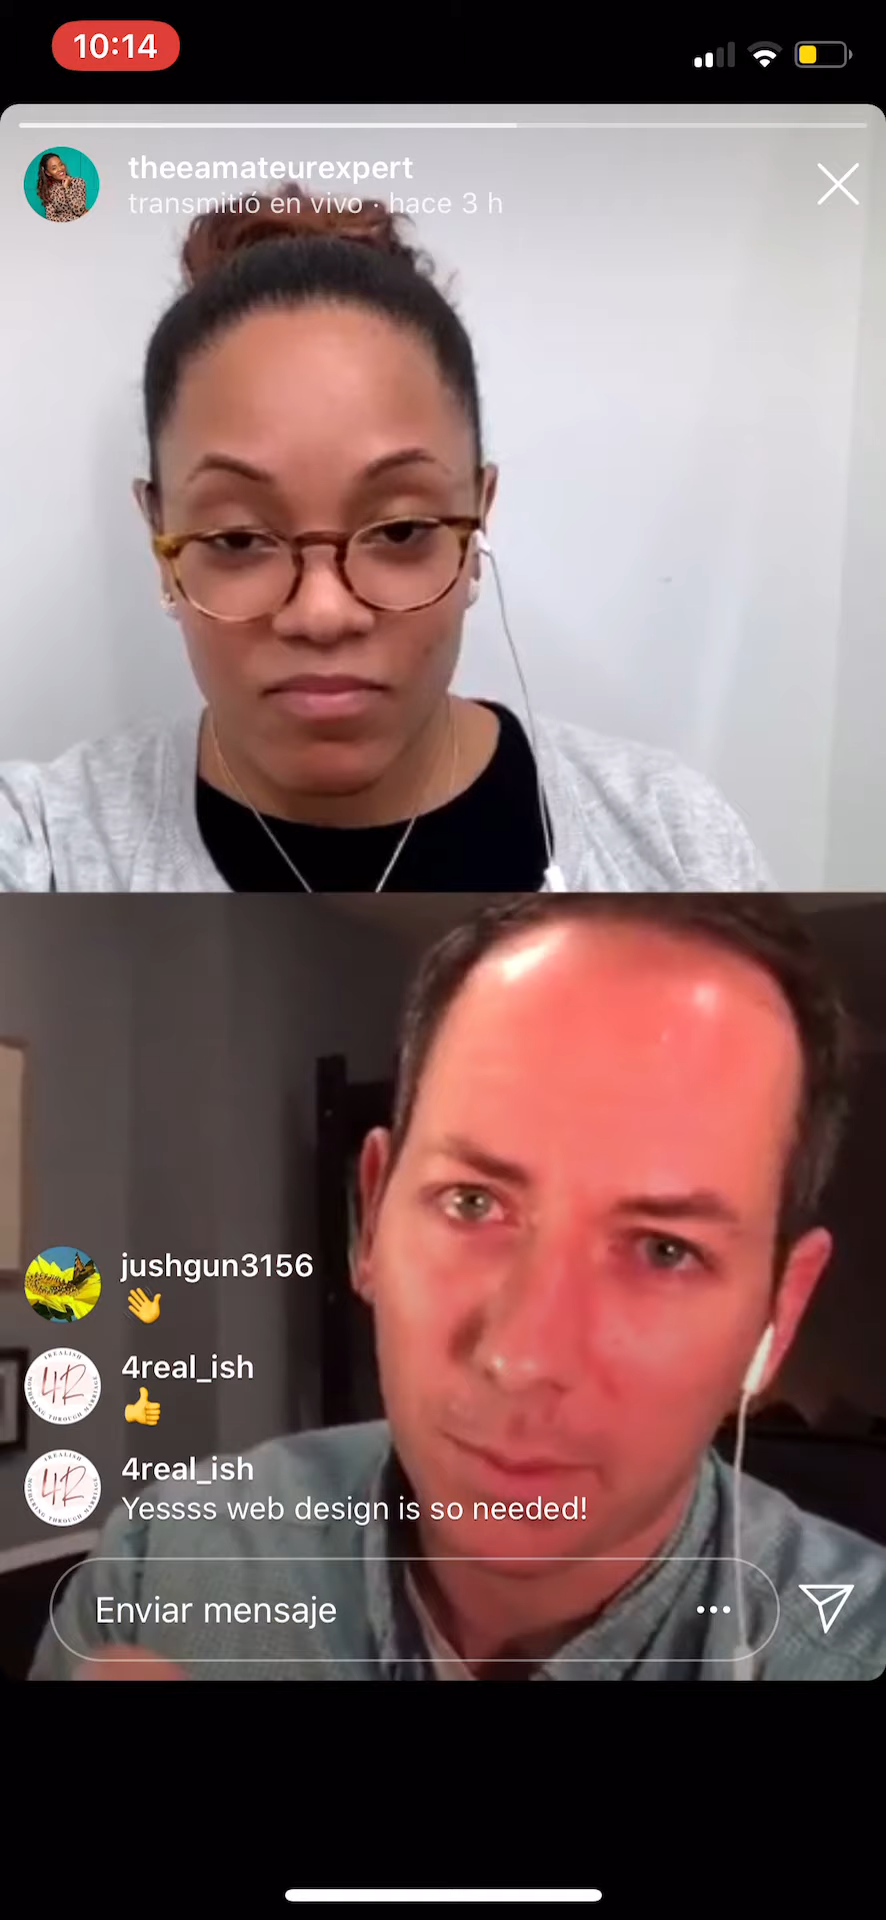 10:14
theeamateurexpert
transmitió en vivo · hace 3 h
jushgun3156
👋
4real_ish
👍
4real_ish
Yessss web design is so needed!
Enviar mensaje